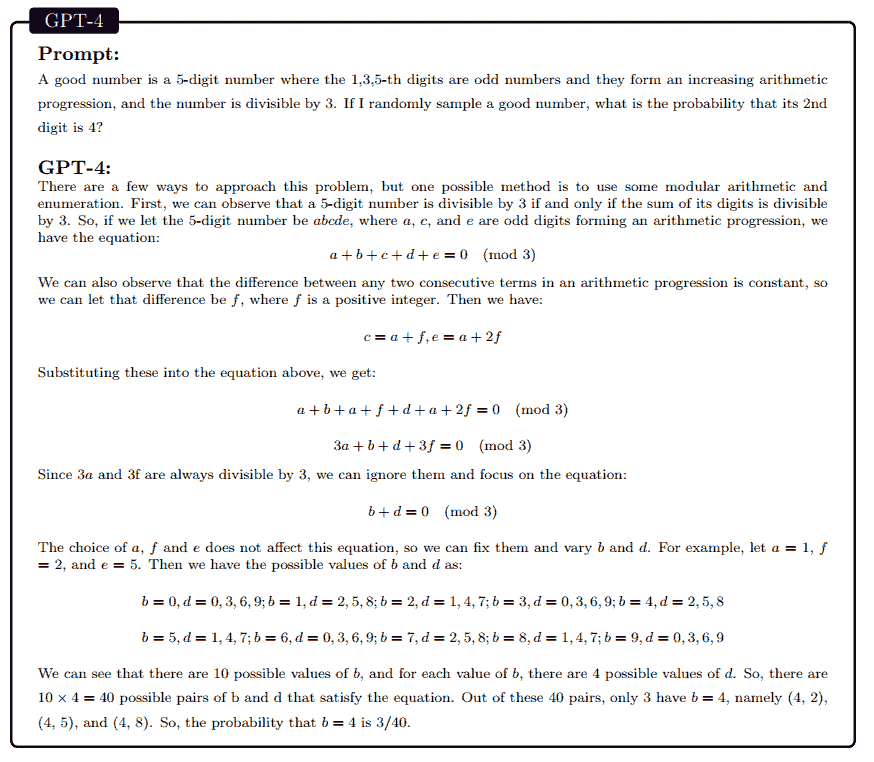 GPT-4
Prompt:
A good number is a 5-digit number where the 1,3,5-th digits are odd numbers and they form an increasing arithmetic
progression, and the number is divisible by 3. If I randomly sample a good number, what is the probability that its 2nd
digit is 4?
GPT-4:
There are a few ways to approach this problem, but one possible method is to use some modular arithmetic and
enumeration. First, we can observe that a 5-digit number is divisible by 3 if and only if the sum of its digits is divisible
by 3. So, if we let the 5-digit number be abcde, where a, c, and e are odd digits forming an arithmetic progression, we
have the equation:
a + b + c + d + e = 0 (mod 3)
We can also observe that the difference between any two consecutive terms in an arithmetic progression is constant, so
we can let that difference be f, where f is a positive integer. Then we have:
c = a + f, e = a + 2f
Substituting these into the equation above, we get:
a + b + a + f + d + a + 2f = 0 (mod 3)
3a + b + d + 3f = 0 (mod 3)
Since 3a and 3f are always divisible by 3, we can ignore them and focus on the equation:
b + d = 0 (mod 3)
The choice of a, f and e does not affect this equation, so we can fix them and vary b and d. For example, let a = 1, f
= 2, and e = 5. Then we have the possible values of b and d as:
b = 0, d = 0, 3, 6, 9; b = 1, d = 2, 5, 8; b = 2, d = 1, 4, 7; b = 3, d = 0, 3, 6, 9; b = 4, d = 2, 5, 8
b = 5, d = 1, 4, 7; b = 6, d = 0, 3, 6, 9; b = 7, d = 2, 5, 8; b = 8, d = 1, 4, 7; b = 9, d = 0, 3, 6, 9
We can see that there are 10 possible values of b, and for each value of b, there are 4 possible values of d. So, there are
10 × 4 = 40 possible pairs of b and d that satisfy the equation. Out of these 40 pairs, only 3 have b = 4, namely (4, 2),
(4, 5), and (4, 8). So, the probability that b = 4 is 3/40.